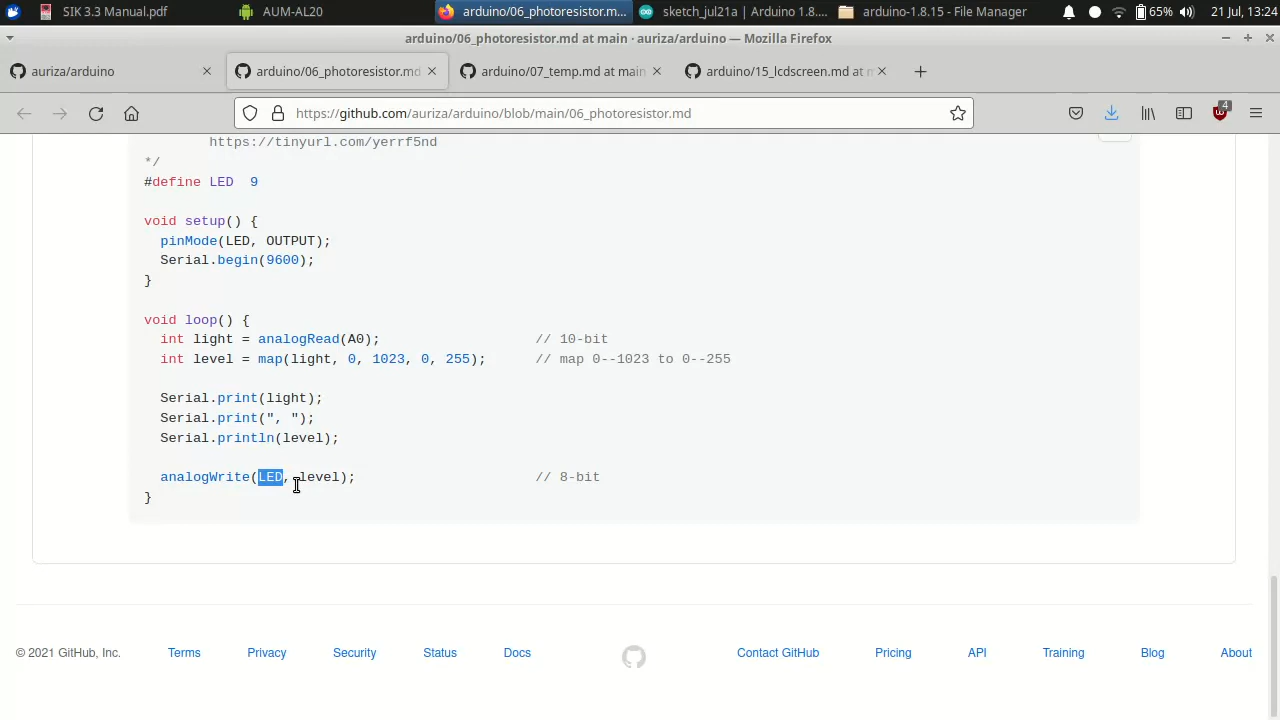 SIK 3.3 Manual.pdf
AUM-AL20
arduino/06_photoresistor.m...
sketch_jul21a | Arduino 1.8....
arduino-1.8.15 - File Manager
65%
21 Jul, 13:24
arduino/06_photoresistor.md at main · auriza/arduino — Mozilla Firefox
auriza/arduino
arduino/06_photoresistor.md
arduino/07_temp.md at main
arduino/15_lcdscreen.md at m
https://github.com/auriza/arduino/blob/main/06_photoresistor.md
4
https://tinyurl.com/yerrf5nd
*/
#define LED  9
void setup() {
  pinMode(LED, OUTPUT);
  Serial.begin(9600);
}
void loop() {
  int light = analogRead(A0);                   // 10-bit
  int level = map(light, 0, 1023, 0, 255);      // map 0--1023 to 0--255
  Serial.print(light);
  Serial.print(", ");
  Serial.println(level);
  analogWrite(LED, level);                      // 8-bit
}
© 2021 GitHub, Inc.
Terms
Privacy
Security
Status
Docs
Contact GitHub
Pricing
API
Training
Blog
About